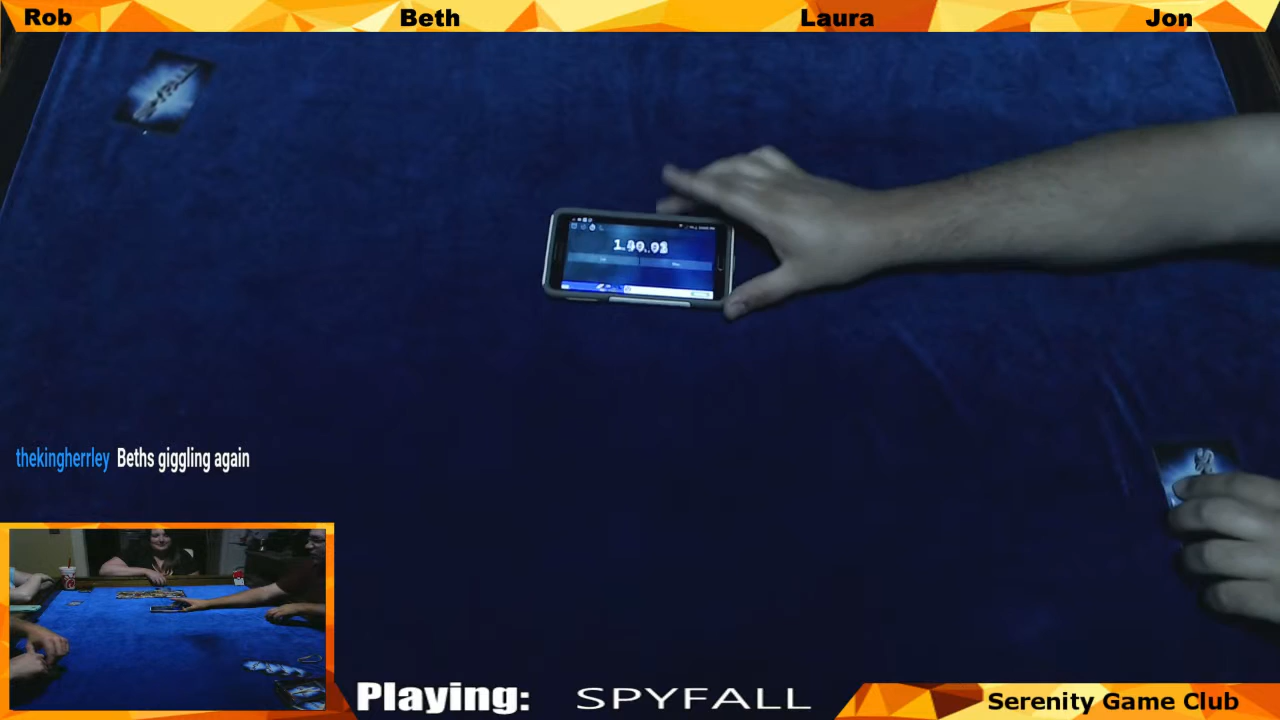 Rob
Beth
Laura
Jon
thekingherrley Beths giggling again
Playing: SPYFALL
Serenity Game Club